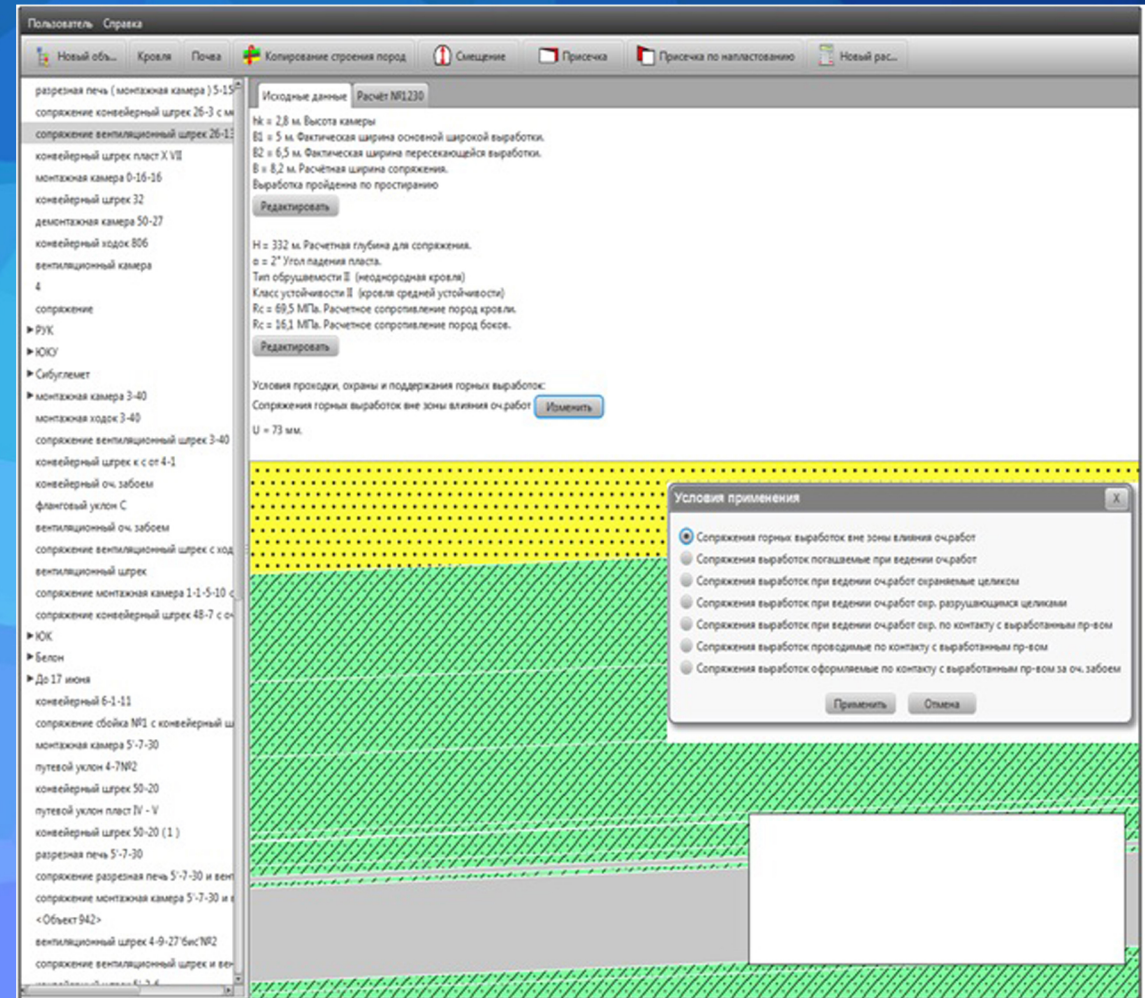 Пользователь Справка
Новый объ... Кровля Почва Копирование строения пород Смещение Присечка Присечка по напластованию Новый рас...
разрезная печь ( монтажная камера ) 5-15
сопряжение конвейерный штрек 26-3 с м
сопряжение вентиляционный штрек 26-13
конвейерный штрек пласт X VII
монтажная камера 0-16-16
конвейерный штрек 32
демонтажная камера 50-27
конвейерный ходок 806
вентиляционный камера
4
сопряжение
РУК
ЮКУ
Сибуглемет
монтажная камера 3-40
монтажная ходок 3-40
сопряжение вентиляционный штрек 3-40
конвейерный штрек к с от 4-1
конвейерный оч. забоем
фланговый уклон С
вентиляционный оч. забоем
сопряжение вентиляционный штрек с ход
вентиляционный штрек
сопряжение монтажная камера 1-1-5-10 с
сопряжение конвейерный штрек 48-7 с оч
ЮК
Белон
До 17 июня
конвейерный 6-1-11
сопряжение сбойка №1 с конвейерный ш
монтажная камера 5'-7-30
путевой уклон 4-7№2
конвейерный штрек 50-20
путевой уклон пласт IV - V
конвейерный штрек 50-20 ( 1 )
разрезная печь 5'-7-30
сопряжение разрезная печь 5'-7-30 и вент
сопряжение монтажная камера 5'-7-30 и в
<Объект 942>
вентиляционный штрек 4-9-27'бис'№2
сопряжение вентиляционный штрек и вен
Исходные данные Расчёт №1230
hk = 2,8 м. Высота камеры
B1 = 5 м. Фактическая ширина основной широкой выработки.
B2 = 6,5 м. Фактическая ширина пересекающейся выработки.
B = 8,2 м. Расчётная ширина сопряжения.
Выработка пройденна по простиранию
Редактировать
H = 332 м. Расчетная глубина для сопряжения.
α = 2° Угол падения пласта.
Тип обрушаемости II (неоднородная кровля)
Класс устойчивости II (кровля средней устойчивости)
Rc = 69,5 МПа. Расчетное сопротивление пород кровли.
Rc = 16,1 МПа. Расчетное сопротивление пород боков.
Редактировать
Условия проходки, охраны и поддержания горных выработок:
Сопряжения горных выработок вне зоны влияния оч.работ Изменить
U = 73 мм.
Условия применения X
Сопряжения горных выработок вне зоны влияния оч.работ
Сопряжения выработок погашаемые при ведении оч.работ
Сопряжения выработок при ведении оч.работ охраняемые целиком
Сопряжения выработок при ведении оч.работ охр. разрушающимся целиками
Сопряжения выработок при ведении оч.работ охр. по контакту с выработанным пр-вом
Сопряжения выработок проводимые по контакту с выработанным пр-вом
Сопряжения выработок оформляемые по контакту с выработанным пр-вом за оч. забоем
Применить Отмена